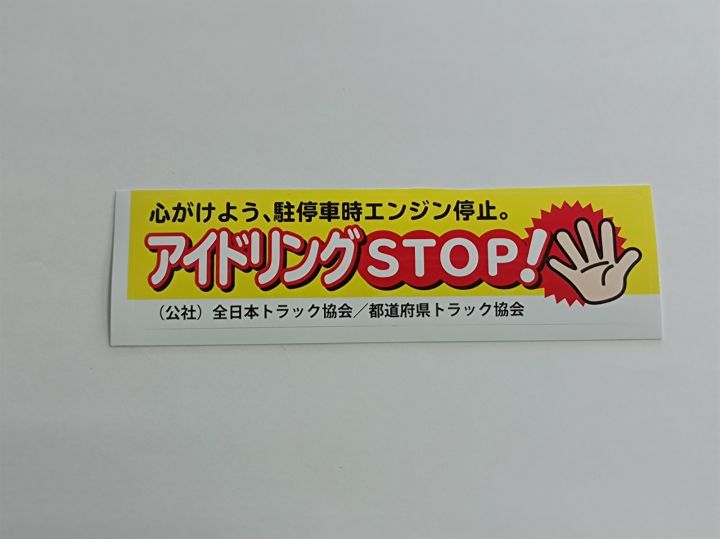 心がけよう、駐停車時エンジン停止。
アイドリングSTOP!
（公社）全日本トラック協会／都道府県トラック協会